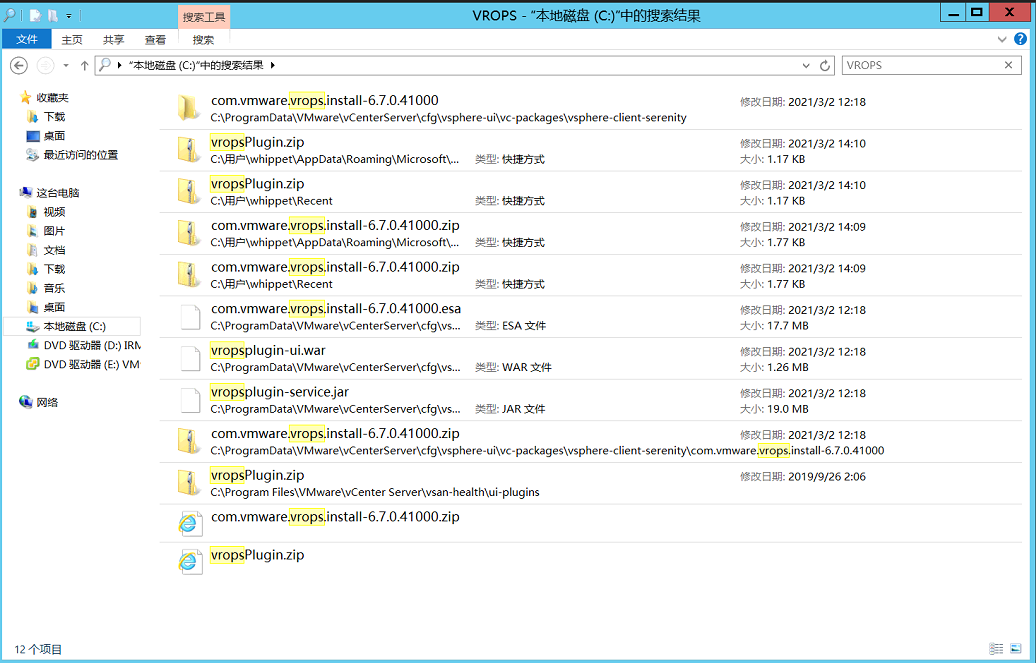 VROPS - "本地磁盘 (C:)"中的搜索结果
搜索工具
文件 主页 共享 查看 搜索
"本地磁盘 (C:)"中的搜索结果
VROPS
收藏夹
下载
桌面
最近访问的位置
这台电脑
视频
图片
文档
下载
音乐
桌面
本地磁盘 (C:)
DVD 驱动器 (D:) IRM
DVD 驱动器 (E:) VM
网络
com.vmware.vrops.install-6.7.0.41000 修改日期: 2021/3/2 12:18
C:\ProgramData\VMware\vCenterServer\cfg\vsphere-ui\vc-packages\vsphere-client-serenity
vropsPlugin.zip 修改日期: 2021/3/2 14:10
C:\用户\whippet\AppData\Roaming\Microsoft\... 类型: 快捷方式 大小: 1.17 KB
vropsPlugin.zip 修改日期: 2021/3/2 14:10
C:\用户\whippet\Recent 类型: 快捷方式 大小: 1.17 KB
com.vmware.vrops.install-6.7.0.41000.zip 修改日期: 2021/3/2 14:09
C:\用户\whippet\AppData\Roaming\Microsoft\... 类型: 快捷方式 大小: 1.77 KB
com.vmware.vrops.install-6.7.0.41000.zip 修改日期: 2021/3/2 14:09
C:\用户\whippet\Recent 类型: 快捷方式 大小: 1.77 KB
com.vmware.vrops.install-6.7.0.41000.esa 修改日期: 2021/3/2 12:18
C:\ProgramData\VMware\vCenterServer\cfg\vs... 类型: ESA 文件 大小: 17.7 MB
vropsplugin-ui.war 修改日期: 2021/3/2 12:18
C:\ProgramData\VMware\vCenterServer\cfg\vs... 类型: WAR 文件 大小: 1.26 MB
vropsplugin-service.jar 修改日期: 2021/3/2 12:18
C:\ProgramData\VMware\vCenterServer\cfg\vs... 类型: JAR 文件 大小: 19.0 MB
com.vmware.vrops.install-6.7.0.41000.zip 修改日期: 2021/3/2 12:18
C:\ProgramData\VMware\vCenterServer\cfg\vsphere-ui\vc-packages\vsphere-client-serenity\com.vmware.vrops.install-6.7.0.41000
vropsPlugin.zip 修改日期: 2019/9/26 2:06
C:\Program Files\VMware\vCenter Server\vsan-health\ui-plugins
com.vmware.vrops.install-6.7.0.41000.zip
vropsPlugin.zip
12 个项目